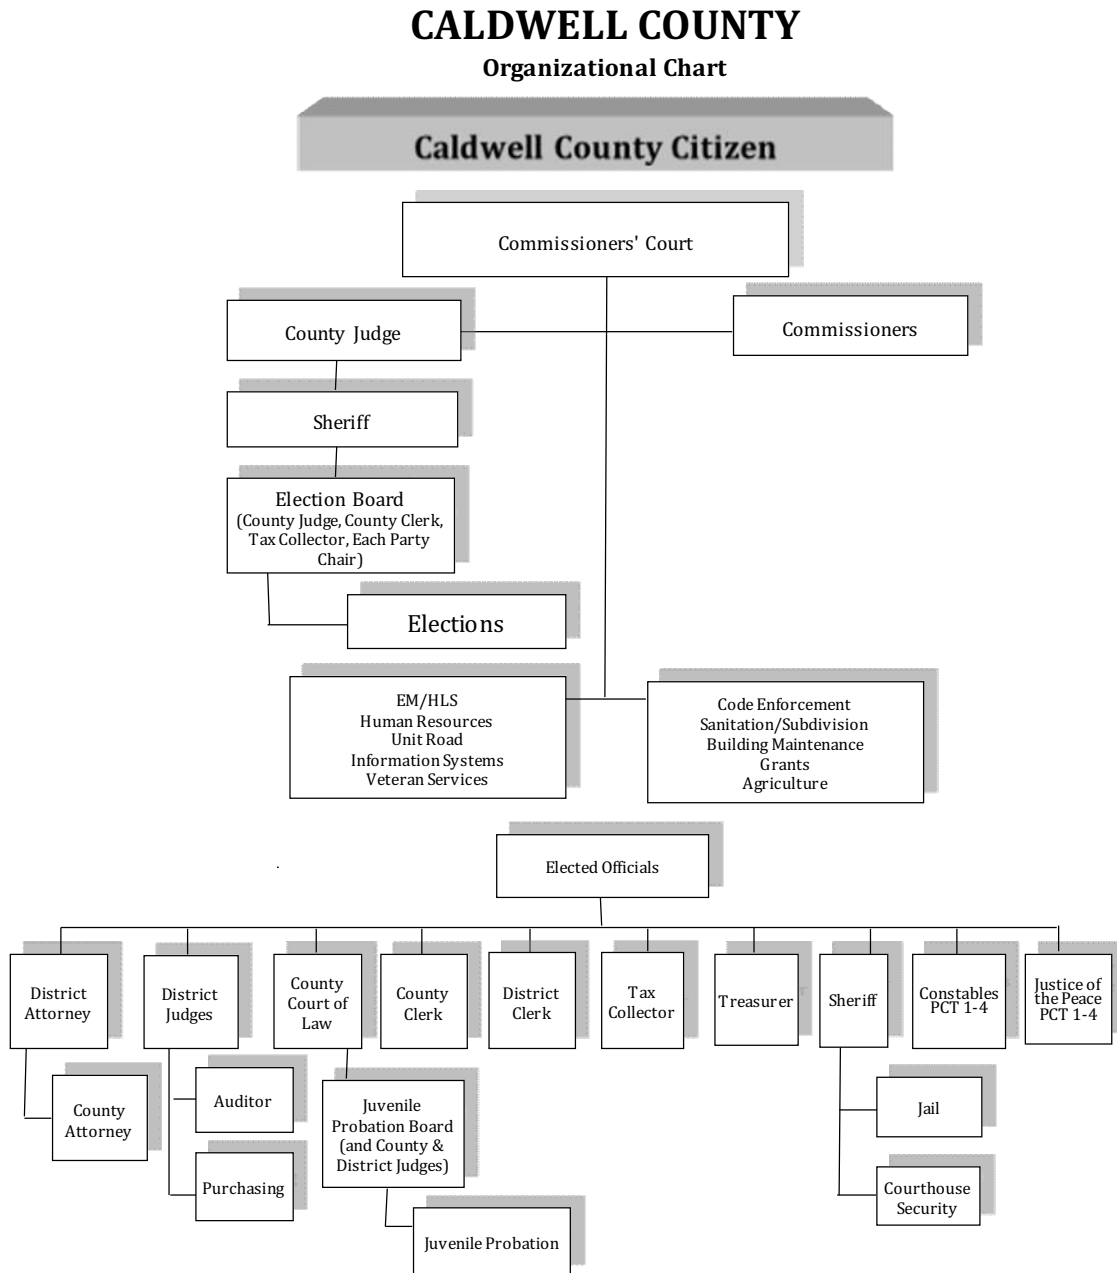 CALDWELL COUNTY
Organizational Chart
Caldwell County Citizen
Commissioners' Court
County Judge
Commissioners
Sheriff
Election Board
(County Judge, County Clerk,
Tax Collector, Each Party
Chair)
Elections
EM/HLS
Human Resources
Unit Road
Information Systems
Veteran Services
Code Enforcement
Sanitation/Subdivision
Building Maintenance
Grants
Agriculture
Elected Officials
District
Attorney
District
Judges
County
Court of
Law
County
Clerk
District
Clerk
Tax
Collector
Treasurer
Sheriff
Constables
PCT 1-4
Justice of
the Peace
PCT 1-4
County
Attorney
Auditor
Purchasing
Juvenile
Probation Board
(and County &
District Judges)
Juvenile Probation
Jail
Courthouse
Security